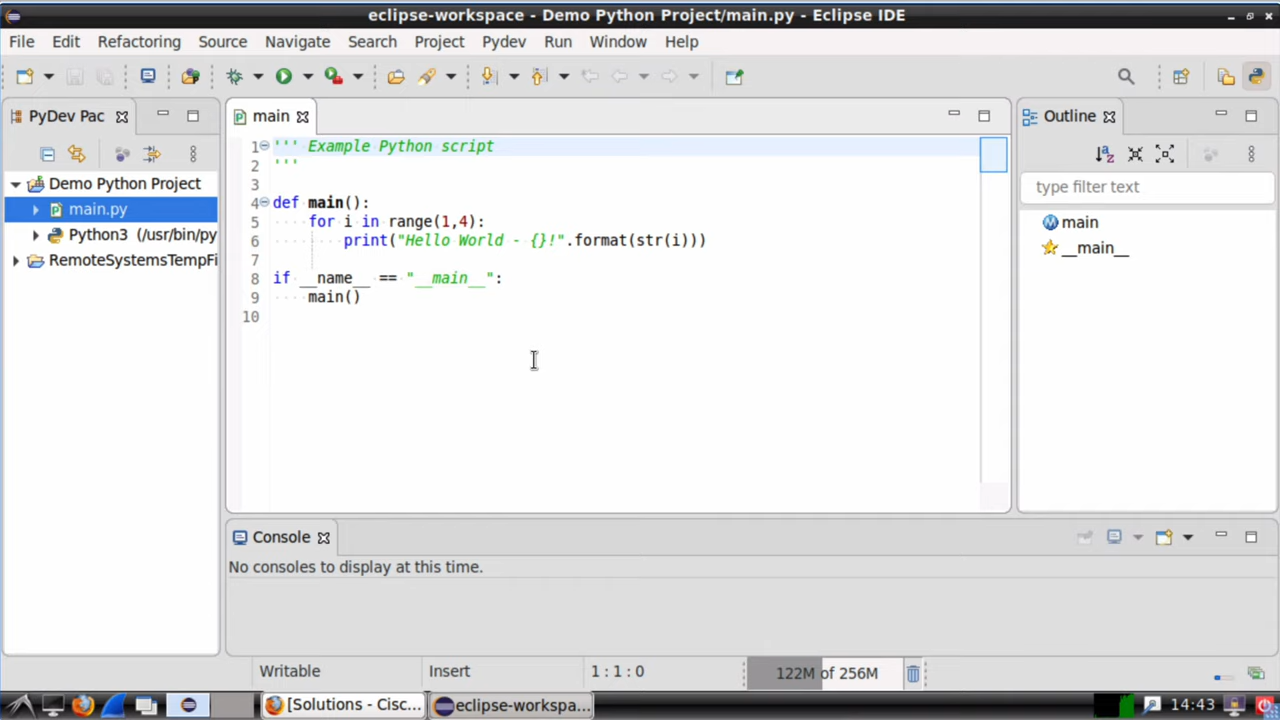 eclipse-workspace - Demo Python Project/main.py - Eclipse IDE
File Edit Refactoring Source Navigate Search Project Pydev Run Window Help
PyDev Pac
main
Outline
type filter text
Demo Python Project
main.py
Python3 (/usr/bin/py
RemoteSystemsTempFi
1 ''' Example Python script
2 '''
3
4 def main():
5 for i in range(1,4):
6 print("Hello World - {}!".format(str(i)))
7
8 if __name__ == "__main__":
9 main()
10
main
__main__
Console
No consoles to display at this time.
Writable Insert 1 : 1 : 0 122M of 256M
[Solutions - Cisc... eclipse-workspa... 14:43